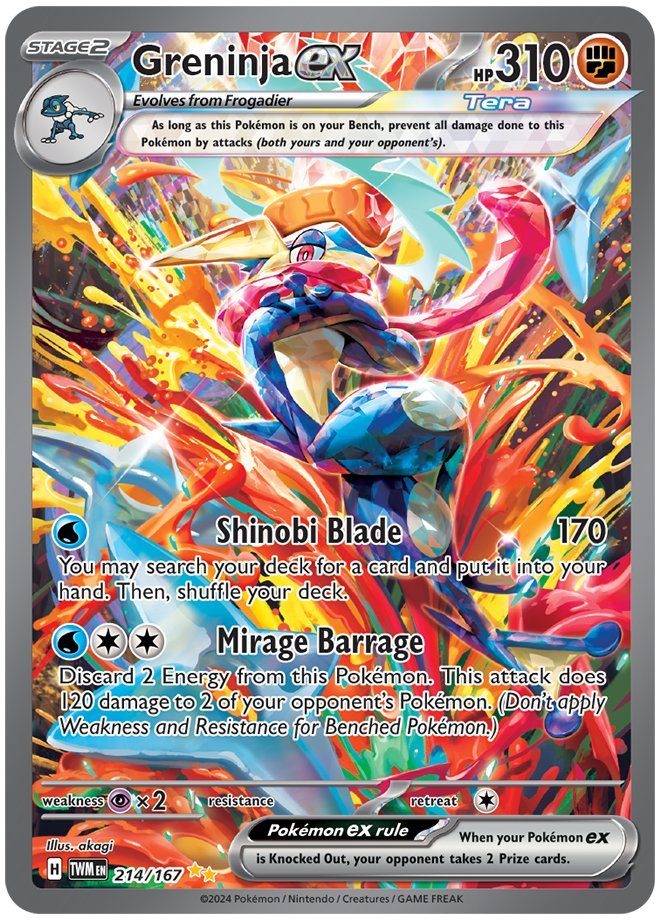 STAGE2
Greninja ex
HP 310
Evolves from Frogadier
Tera
As long as this Pokémon is on your Bench, prevent all damage done to this
Pokémon by attacks (both yours and your opponent's).
Shinobi Blade 170
You may search your deck for a card and put it into your
hand. Then, shuffle your deck.
Mirage Barrage
Discard 2 Energy from this Pokémon. This attack does
120 damage to 2 of your opponent's Pokémon. (Don't apply
Weakness and Resistance for Benched Pokémon.)
weakness ×2 resistance retreat
Illus. akagi
Pokémon ex rule
When your Pokémon ex
is Knocked Out, your opponent takes 2 Prize cards.
H TWM EN 214/167
©2024 Pokémon / Nintendo / Creatures / GAME FREAK